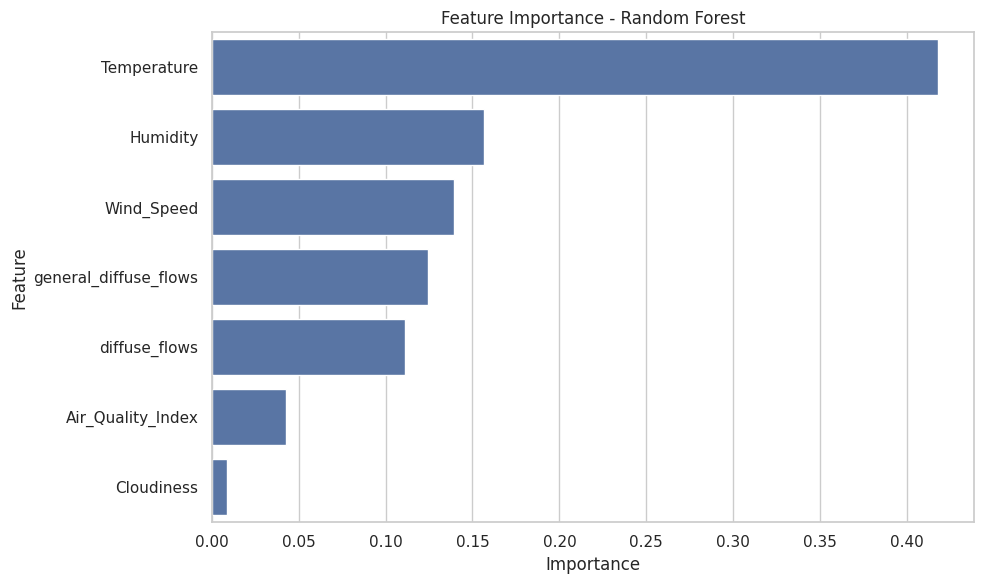 Feature Importance - Random Forest
Feature
Temperature
Humidity
Wind_Speed
general_diffuse_flows
diffuse_flows
Air_Quality_Index
Cloudiness
0.00 0.05 0.10 0.15 0.20 0.25 0.30 0.35 0.40
Importance